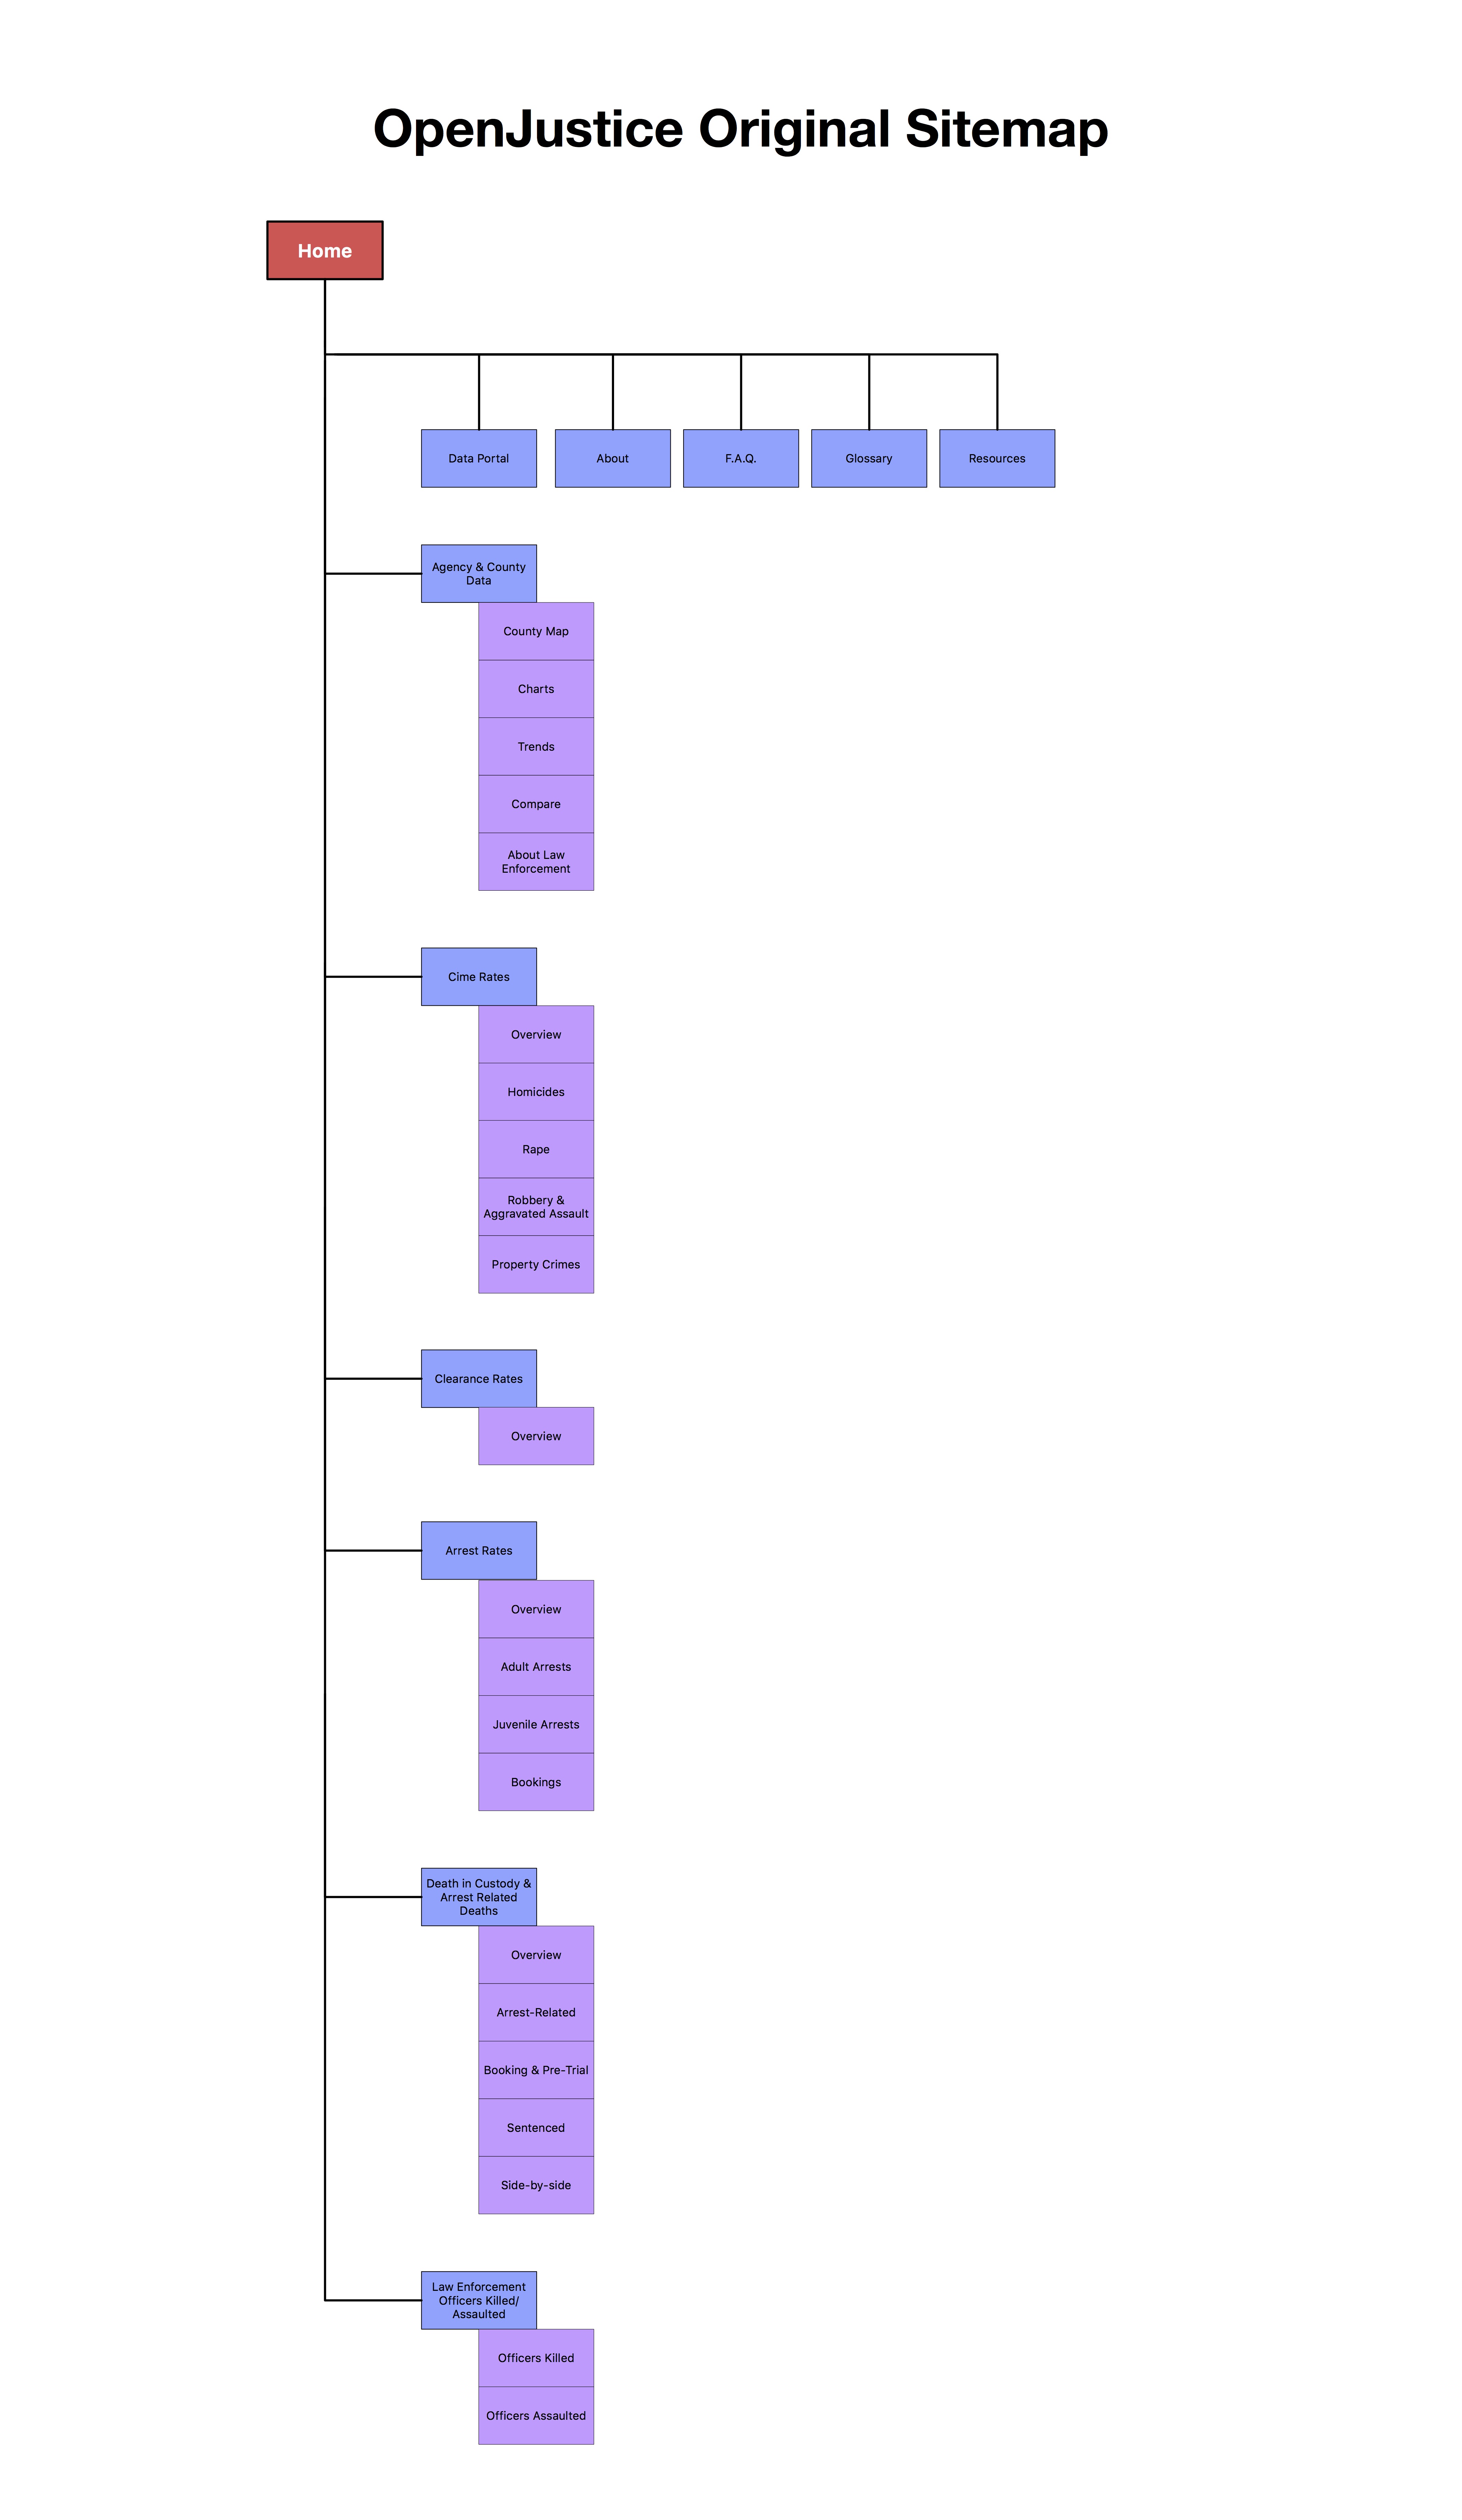 OpenJustice Original Sitemap
Home
Data Portal
About
F.A.Q.
Glossary
Resources
Agency & County
Data
County Map
Charts
Trends
Compare
About Law
Enforcement
Cime Rates
Overview
Homicides
Rape
Robbery &
Aggravated Assault
Property Crimes
Clearance Rates
Overview
Arrest Rates
Overview
Adult Arrests
Juvenile Arrests
Bookings
Death in Custody &
Arrest Related
Deaths
Overview
Arrest-Related
Booking & Pre-Trial
Sentenced
Side-by-side
Law Enforcement
Officers Killed/
Assaulted
Officers Killed
Officers Assaulted